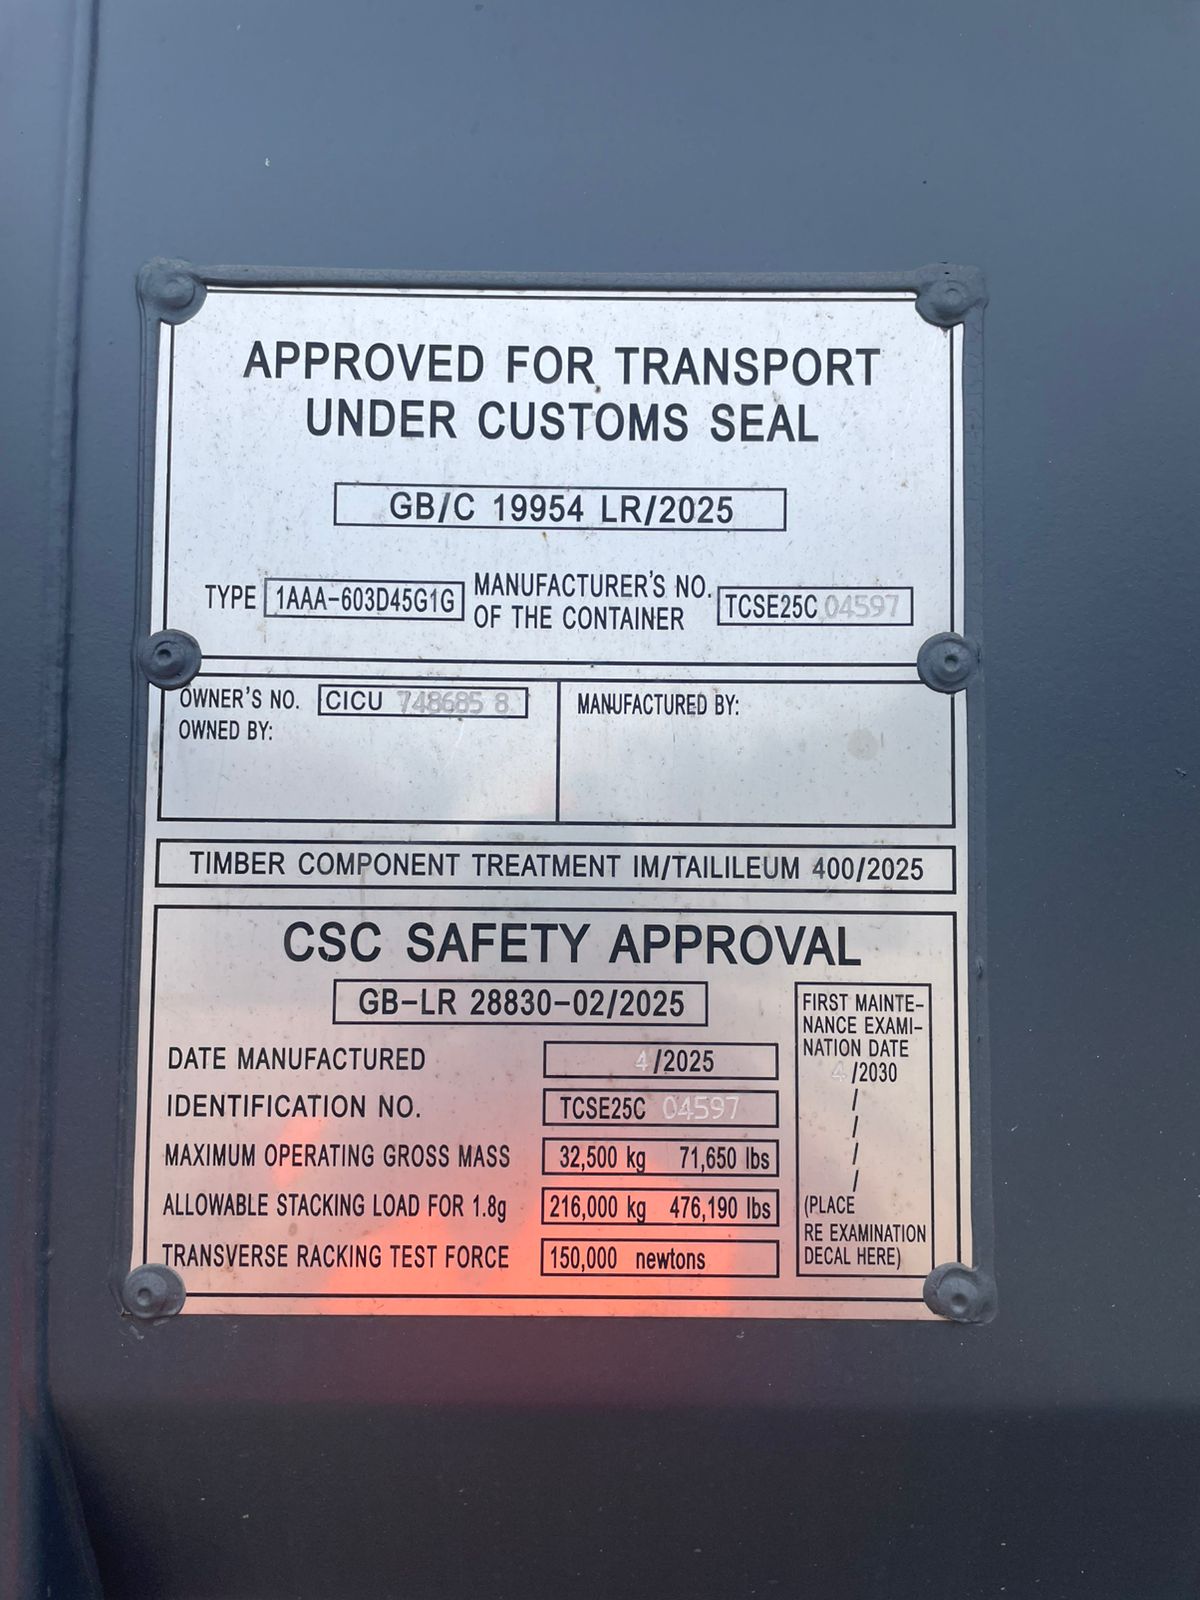 APPROVED FOR TRANSPORT
UNDER CUSTOMS SEAL
GB/C 19954 LR/2025
TYPE 1AAA-603D45G1G MANUFACTURER'S NO. OF THE CONTAINER TCSE25C 04597
OWNER'S NO. CICU 748685 8
OWNED BY:
MANUFACTURED BY:
TIMBER COMPONENT TREATMENT IM/TAILILEUM 400/2025
CSC SAFETY APPROVAL
GB-LR 28830-02/2025
DATE MANUFACTURED 4/2025
IDENTIFICATION NO. TCSE25C 04597
MAXIMUM OPERATING GROSS MASS 32,500 kg 71,650 lbs
ALLOWABLE STACKING LOAD FOR 1.8g 216,000 kg 476,190 lbs
TRANSVERSE RACKING TEST FORCE 150,000 newtons
FIRST MAINTE-
NANCE EXAMI-
NATION DATE
4/2030
/
/
/
/
(PLACE
RE EXAMINATION
DECAL HERE)